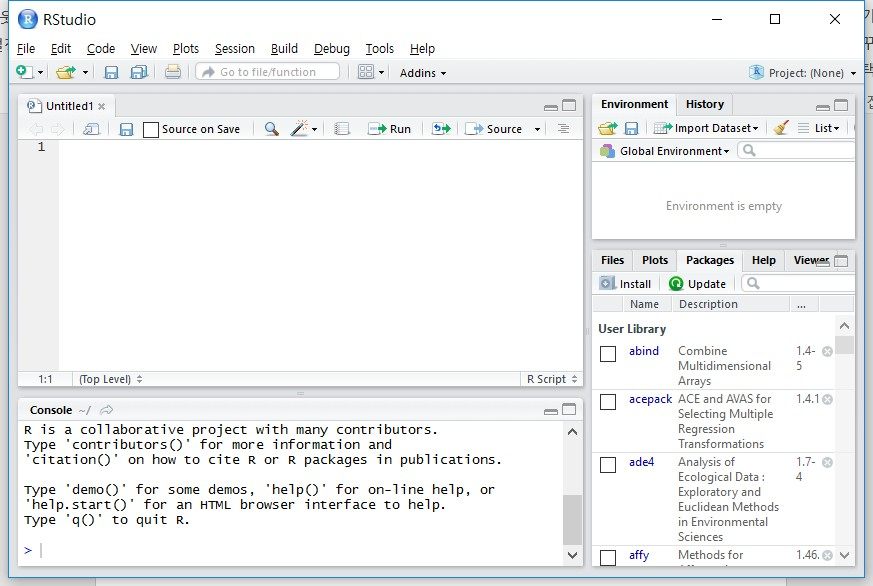 RStudio
File Edit Code View Plots Session Build Debug Tools Help
Go to file/function Addins Project: (None)
Untitled1
Source on Save Run Source
1
1:1 (Top Level) R Script
Console ~/
R is a collaborative project with many contributors.
Type 'contributors()' for more information and
'citation()' on how to cite R or R packages in publications.
Type 'demo()' for some demos, 'help()' for on-line help, or
'help.start()' for an HTML browser interface to help.
Type 'q()' to quit R.
>
Environment History
Import Dataset List
Global Environment
Environment is empty
Files Plots Packages Help Viewer
Install Update
Name Description ...
User Library
abind Combine 1.4-
Multidimensional 5
Arrays
acepack ACE and AVAS for 1.4.1
Selecting Multiple
Regression
Transformations
ade4 Analysis of 1.7-
Ecological Data : 4
Exploratory and
Euclidean Methods
in Environmental
Sciences
affy Methods for 1.46.